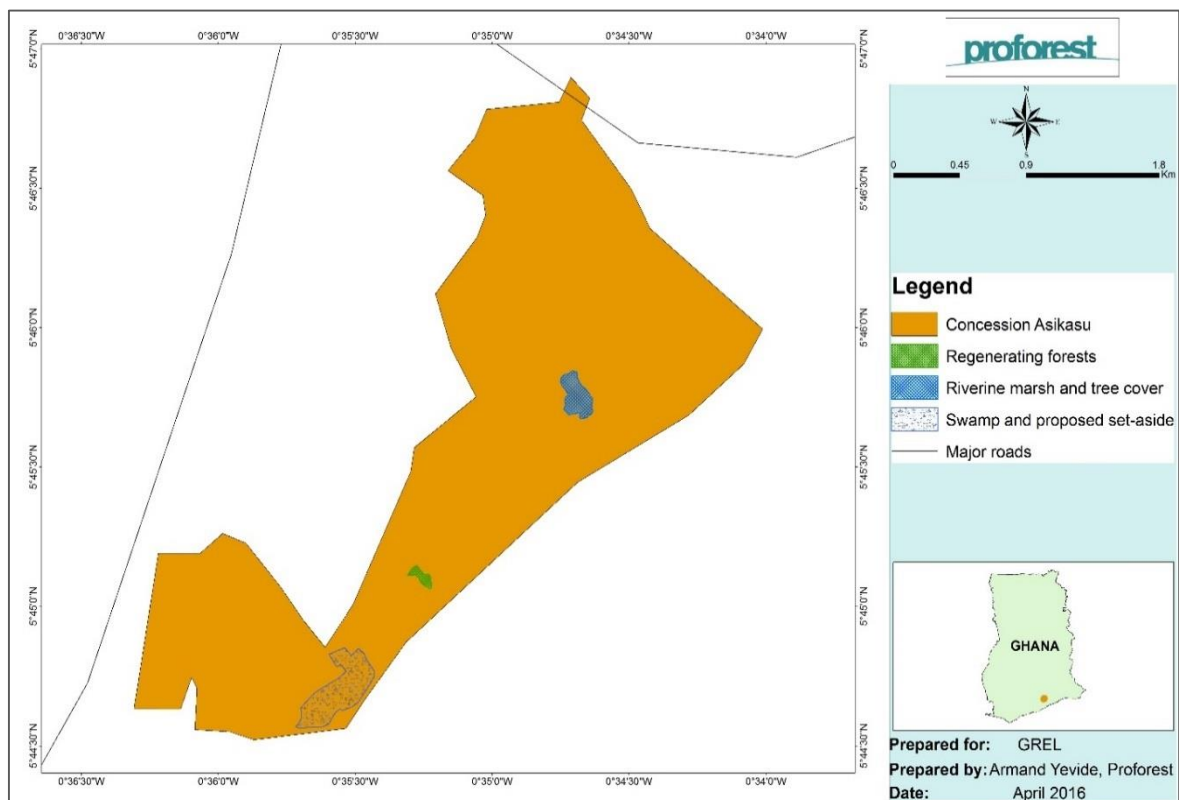 0°36'30"W 0°36'0"W 0°35'30"W 0°35'0"W 0°34'30"W 0°34'0"W
5°47'0"N 5°47'0"N
5°46'30"N 5°46'30"N
5°46'0"N 5°46'0"N
5°45'30"N 5°45'30"N
5°45'0"N 5°45'0"N
5°44'30"N 5°44'30"N
0°36'30"W 0°36'0"W 0°35'30"W 0°35'0"W 0°34'30"W 0°34'0"W
proforest
N
W E
S
0 0.45 0.9 1.8
Km
Legend
Concession Asikasu
Regenerating forests
Riverine marsh and tree cover
Swamp and proposed set-aside
Major roads
GHANA
Prepared for: GREL
Prepared by: Armand Yevide, Proforest
Date: April 2016